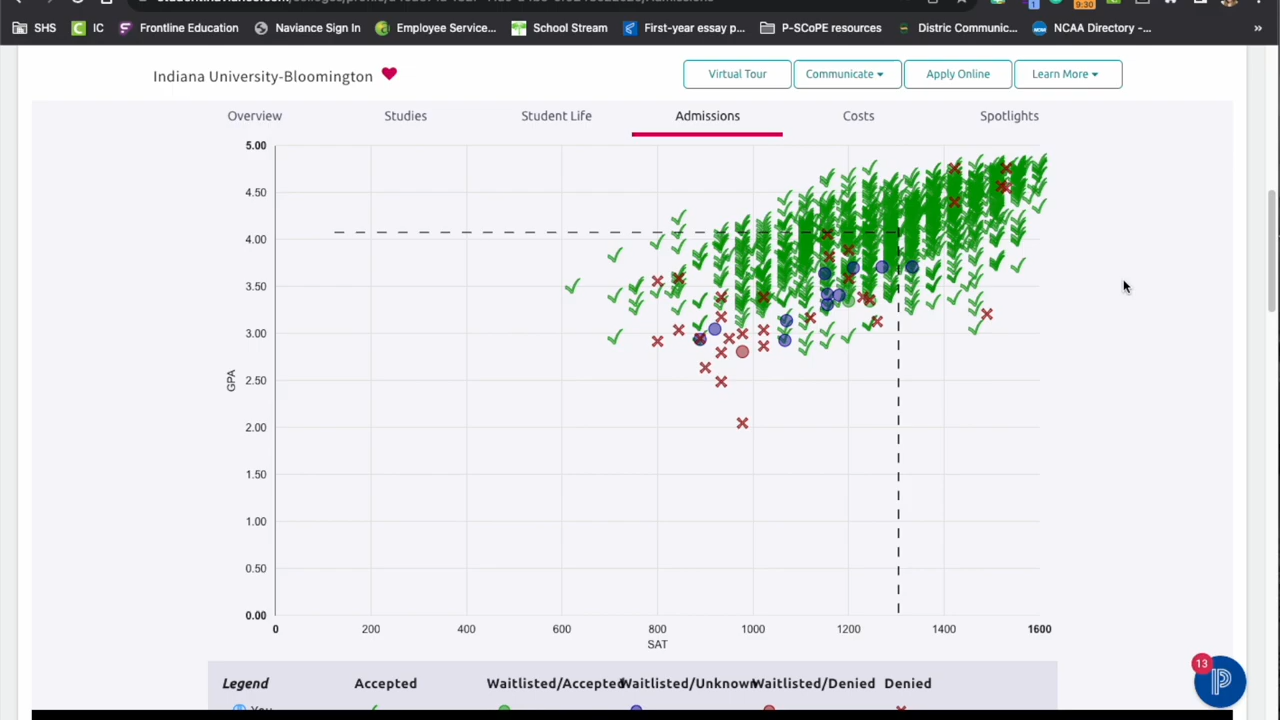 1
9:30
SHS
IC
Frontline Education
Naviance Sign In
Employee Service...
School Stream
First-year essay p...
P-SCoPE resources
Distric Communic...
NCAA Directory -...
»
Indiana University-Bloomington
Virtual Tour
Communicate
Apply Online
Learn More
Overview
Studies
Student Life
Admissions
Costs
Spotlights
5.00
4.50
4.00
3.50
3.00
2.50
2.00
1.50
1.00
0.50
0.00
GPA
0
200
400
600
800
1000
1200
1400
1600
SAT
13
Legend
Accepted
Waitlisted/Accepted
Waitlisted/Unknown
Waitlisted/Denied
Denied
You